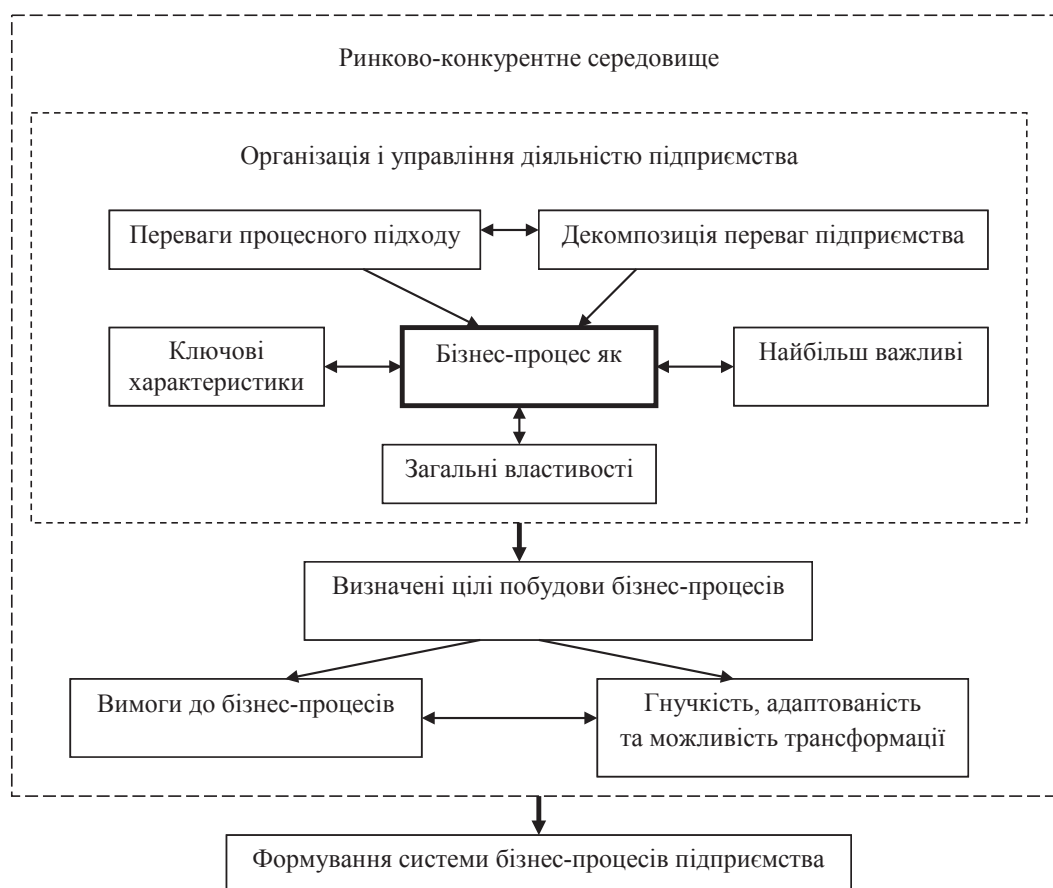 Ринково-конкурентне середовище
Організація і управління діяльністю підприємства
Переваги процесного підходу
Декомпозиція переваг підприємства
Ключові
характеристики
Бізнес-процес як
Найбільш важливі
Загальні властивості
Визначені цілі побудови бізнес-процесів
Вимоги до бізнес-процесів
Гнучкість, адаптованість
та можливість трансформації
Формування системи бізнес-процесів підприємства